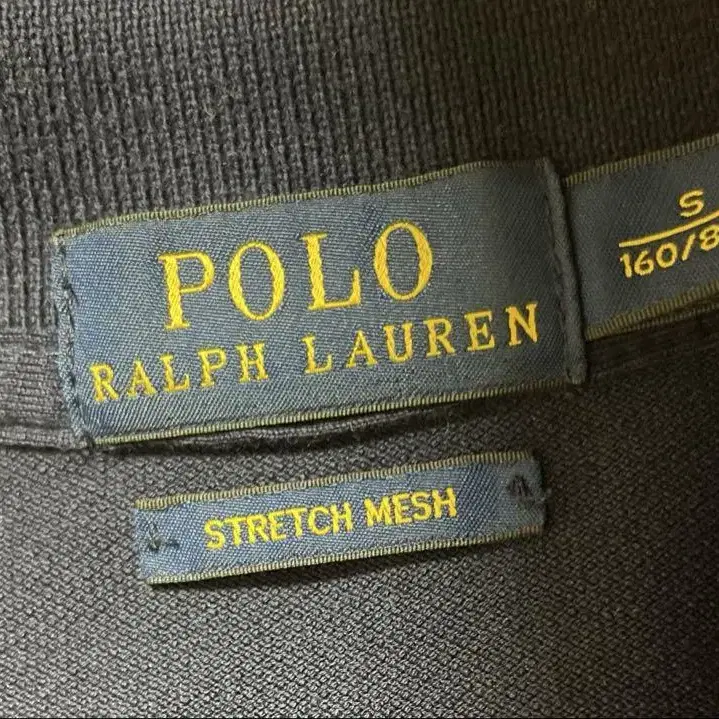 POLO
RALPH LAUREN
S
160/8
STRETCH MESH